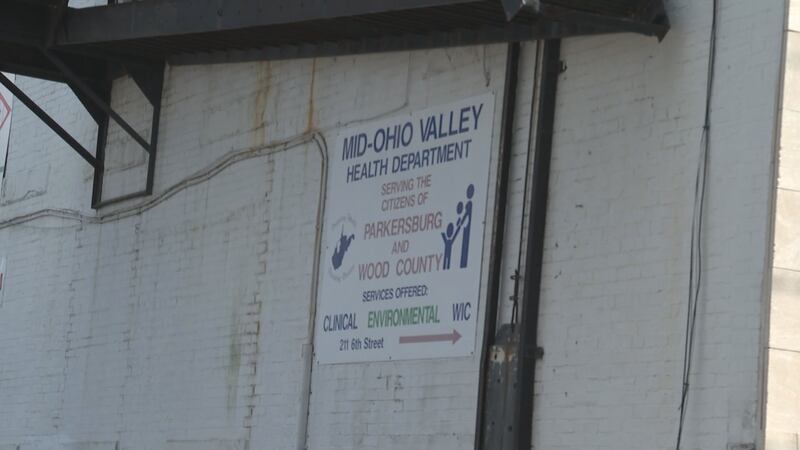 MID-OHIO VALLEY
HEALTH DEPARTMENT
SERVING THE
CITIZENS OF
PARKERSBURG
AND
WOOD COUNTY
SERVICES OFFERED:
CLINICAL ENVIRONMENTAL WIC
211 6th Street